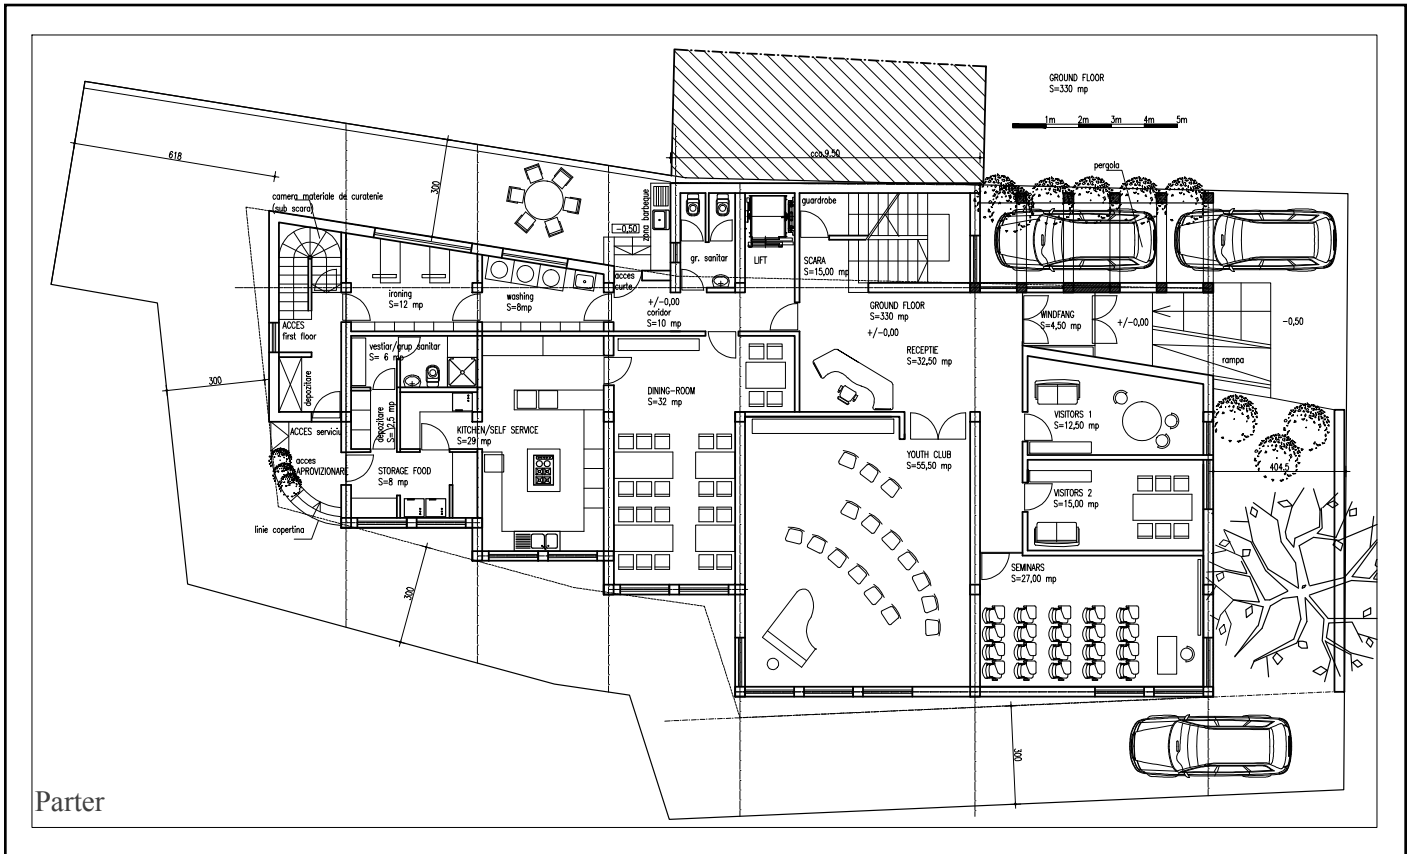 GROUND FLOOR
S=330 mp
1m 2m 3m 4m 5m
618
300
cca.9.50
pergola
camera materiale de curatenie
(sub scara)
zona barbeque
-0,50
guardrobe
gr. sanitar
LIFT
SCARA
S=15,00 mp
ironing
S=12 mp
washing
S=8mp
acces
curte
+/-0,00
coridor
S=10 mp
GROUND FLOOR
S=330 mp
+/-0,00
WINDFANG
S=4,50 mp
+/-0,00
-0,50
ACCES
first floor
vestiar/grup sanitar
S= 6 mp
RECEPTIE
S=32,50 mp
rampa
300
depozitare
depozitare
S=12,5 mp
DINING-ROOM
S=32 mp
VISITORS 1
S=12,50 mp
ACCES serviciu
KITCHEN/SELF SERVICE
S=29 mp
YOUTH CLUB
S=55,50 mp
acces
APROVIZIONARE
STORAGE FOOD
S=8 mp
404.5
VISITORS 2
S=15,00 mp
linie copertina
SEMINARS
S=27,00 mp
300
300
Parter